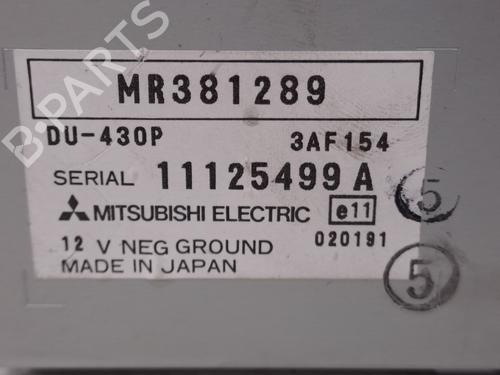 MR381289
DU-430P 3AF154
SERIAL 11125499 A
MITSUBISHI ELECTRIC e11
12 V NEG GROUND 020191
MADE IN JAPAN
5
5
B-PARTS